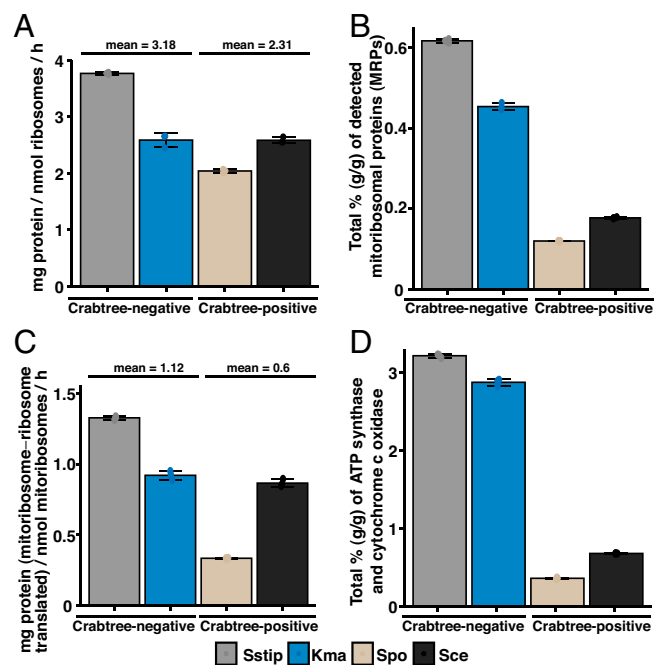 A
mean = 3.18
mean = 2.31
mg protein / nmol ribosomes / h
4
3
2
1
0
Crabtree-negative
Crabtree-positive
B
Total % (g/g) of detected
mitoribosomal proteins (MRPs)
0.6
0.4
0.2
0.0
Crabtree-negative
Crabtree-positive
C
mean = 1.12
mean = 0.6
mg protein (mitoribosome−ribosome
translated) / nmol mitoribosomes / h
1.5
1.0
0.5
0
Crabtree-negative
Crabtree-positive
D
Total % (g/g) of ATP synthase
and cytochrome c oxidase
3
2
1
0
Crabtree-negative
Crabtree-positive
Sstip
Kma
Spo
Sce